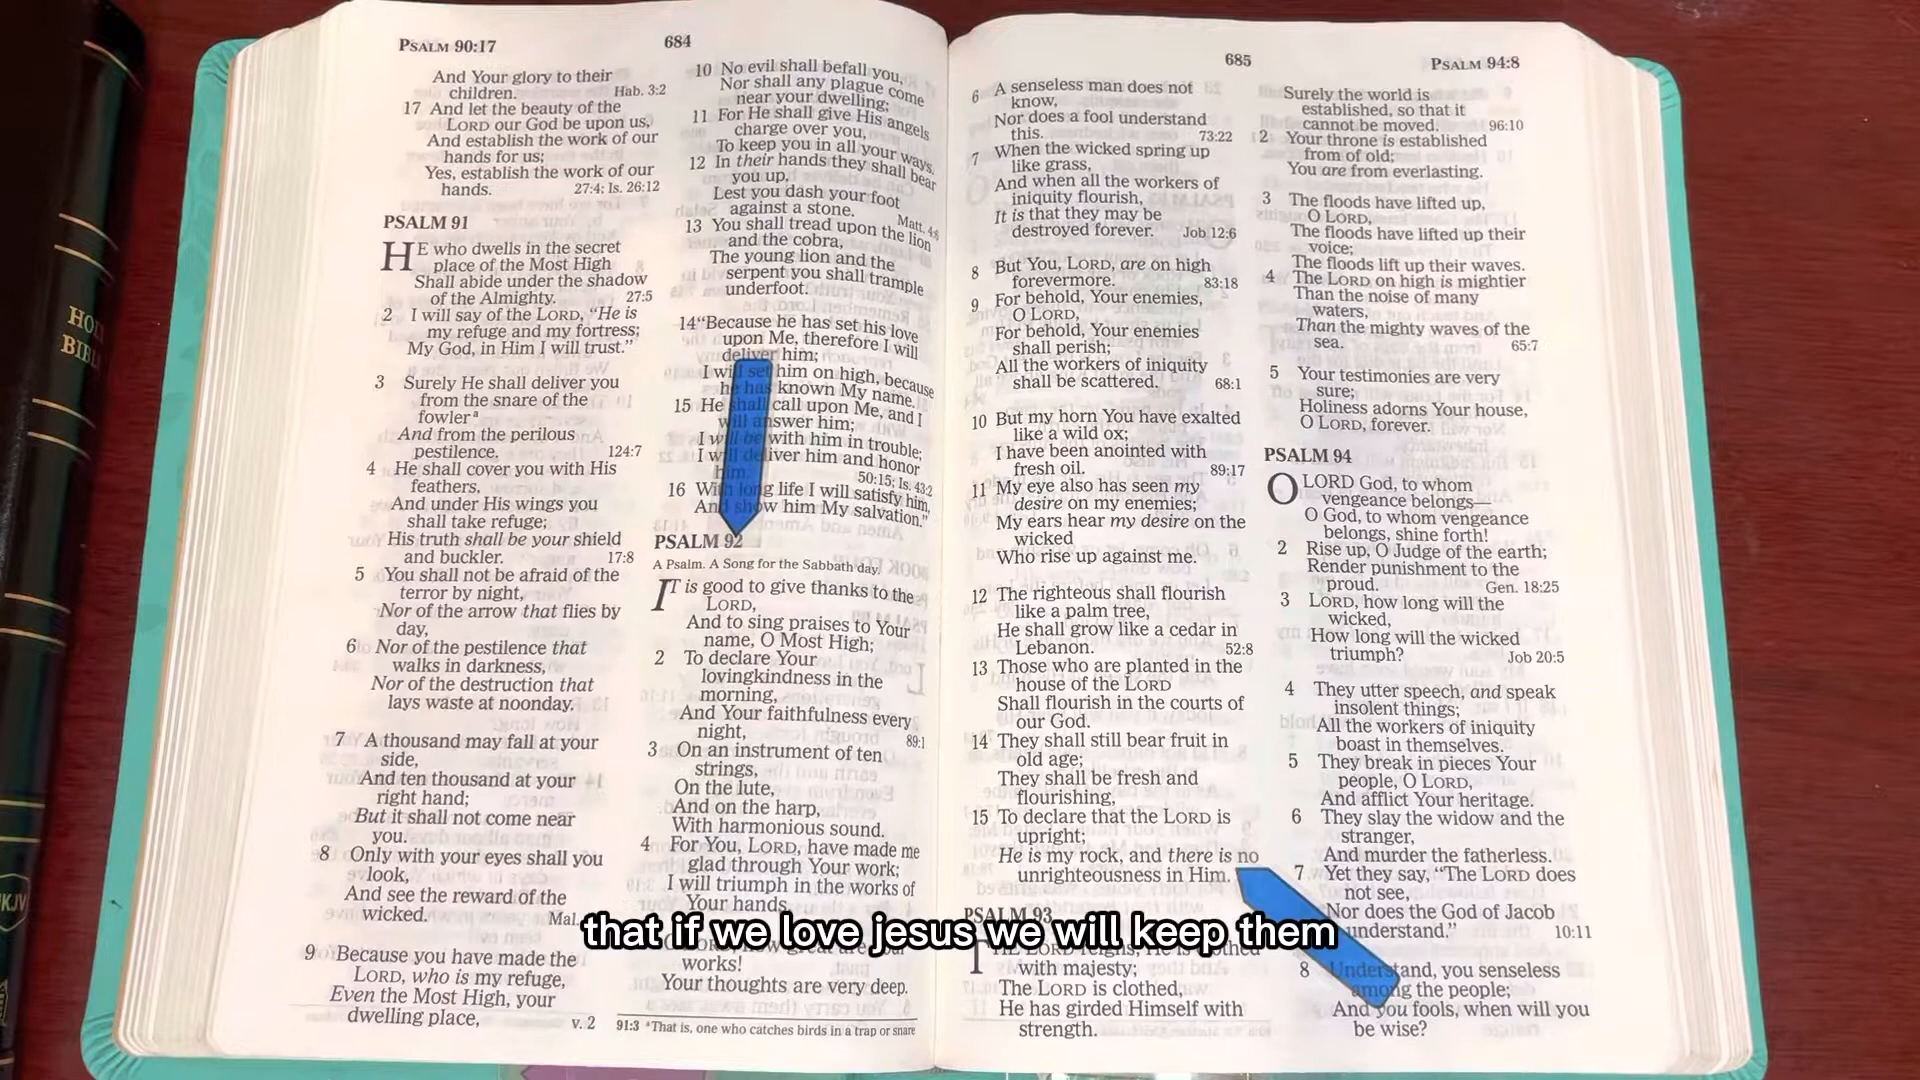 HO
BIB
KJV
PSALM 90:17
684
And Your glory to their
children. Hab. 3:2
17 And let the beauty of the
LORD our God be upon us,
And establish the work of our
hands for us;
Yes, establish the work of our
hands. 27:4; Is. 26:12
PSALM 91
HE who dwells in the secret
place of the Most High
Shall abide under the shadow
of the Almighty. 27:5
2 I will say of the LORD, “He is
my refuge and my fortress;
My God, in Him I will trust.”
3 Surely He shall deliver you
from the snare of the
fowlerª
And from the perilous
pestilence. 124:7
4 He shall cover you with His
feathers,
And under His wings you
shall take refuge;
His truth shall be your shield
and buckler. 17:8
5 You shall not be afraid of the
terror by night,
Nor of the arrow that flies by
day,
6 Nor of the pestilence that
walks in darkness,
Nor of the destruction that
lays waste at noonday.
7 A thousand may fall at your
side,
And ten thousand at your
right hand;
But it shall not come near
you.
8 Only with your eyes shall you
look,
And see the reward of the
wicked. Mal.
9 Because you have made the
LORD, who is my refuge,
Even the Most High, your
dwelling place, v. 2
10 No evil shall befall you,
Nor shall any plague come
near your dwelling;
11 For He shall give His angels
charge over you,
To keep you in all your ways.
12 In their hands they shall bear
you up,
Lest you dash your foot
against a stone. Matt. 4:6
13 You shall tread upon the lion
and the cobra,
The young lion and the
serpent you shall trample
underfoot.
14 “Because he has set his love
upon Me, therefore I will
deliver him;
I will set him on high, because
he has known My name.
15 He shall call upon Me, and I
will answer him;
I will be with him in trouble;
I will deliver him and honor
him. 50:15; Is. 43:2
16 With long life I will satisfy him,
And show him My salvation.”
PSALM 92
A Psalm. A Song for the Sabbath day.
IT is good to give thanks to the
LORD,
And to sing praises to Your
name, O Most High;
2 To declare Your
lovingkindness in the
morning,
And Your faithfulness every
night, 89:1
3 On an instrument of ten
strings,
On the lute,
And on the harp,
With harmonious sound.
4 For You, LORD, have made me
glad through Your work;
I will triumph in the works of
Your hands.
works!
Your thoughts are very deep.
91:3 ªThat is, one who catches birds in a trap or snare
685
PSALM 94:8
6 A senseless man does not
know,
Nor does a fool understand
this. 73:22
7 When the wicked spring up
like grass,
And when all the workers of
iniquity flourish,
It is that they may be
destroyed forever. Job 12:6
8 But You, LORD, are on high
forevermore. 83:18
9 For behold, Your enemies,
O LORD,
For behold, Your enemies
shall perish;
All the workers of iniquity
shall be scattered. 68:1
10 But my horn You have exalted
like a wild ox;
I have been anointed with
fresh oil. 89:17
11 My eye also has seen my
desire on my enemies;
My ears hear my desire on the
wicked
Who rise up against me.
12 The righteous shall flourish
like a palm tree,
He shall grow like a cedar in
Lebanon. 52:8
13 Those who are planted in the
house of the LORD
Shall flourish in the courts of
our God.
14 They shall still bear fruit in
old age;
They shall be fresh and
flourishing,
15 To declare that the LORD is
upright;
He is my rock, and there is no
unrighteousness in Him.
PSALM 93
THE LORD reigns, He is clothed
with majesty;
The LORD is clothed,
He has girded Himself with
strength.
Surely the world is
established, so that it
cannot be moved. 96:10
2 Your throne is established
from of old;
You are from everlasting.
3 The floods have lifted up,
O LORD,
The floods have lifted up their
voice;
The floods lift up their waves.
4 The LORD on high is mightier
Than the noise of many
waters,
Than the mighty waves of the
sea. 65:7
5 Your testimonies are very
sure;
Holiness adorns Your house,
O LORD, forever.
PSALM 94
O LORD God, to whom
vengeance belongs—
O God, to whom vengeance
belongs, shine forth!
2 Rise up, O Judge of the earth;
Render punishment to the
proud. Gen. 18:25
3 LORD, how long will the
wicked,
How long will the wicked
triumph? Job 20:5
4 They utter speech, and speak
insolent things;
All the workers of iniquity
boast in themselves.
5 They break in pieces Your
people, O LORD,
And afflict Your heritage.
6 They slay the widow and the
stranger,
And murder the fatherless.
7 Yet they say, “The LORD does
not see,
Nor does the God of Jacob
understand.” 10:11
8 Understand, you senseless
among the people;
And you fools, when will you
be wise?
that if we love jesus we will keep them